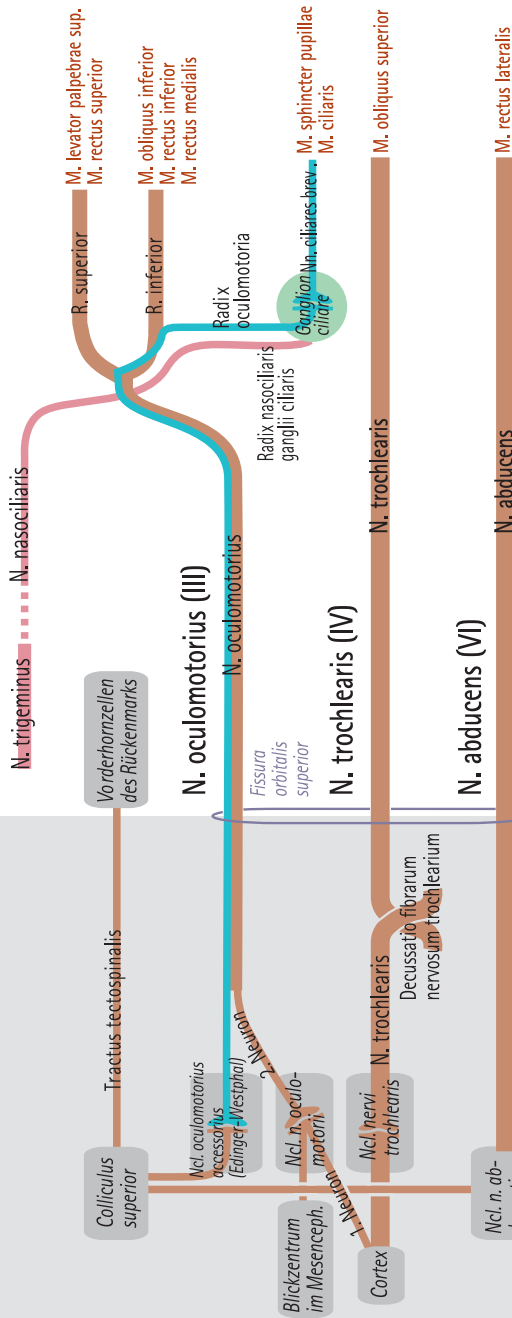 N. trigeminus
N. nasociliaris
M. levator palpebrae sup.
M. rectus superior
R. superior
Vorderhornzellen
des Rückenmarks
Tractus tectospinalis
Colliculus
superior
M. obliquus inferior
M. rectus inferior
M. rectus medialis
R. inferior
N. oculomotorius (III)
Radix
oculomotoria
Ncl. oculomotorius
accessorius
(Edinger-Westphal)
N. oculomotorius
2. Neuron
Fissura
orbitalis
superior
Radix nasociliaris
ganglii ciliaris
Ganglion
ciliare
Nn. ciliares brev.
M. sphincter pupillae
M. ciliaris
Ncl. n. oculo-
motorii
Blickzentrum
im Mesenceph.
1. Neuron
N. trochlearis (IV)
Cortex
Ncl. nervi
trochlearis
N. trochlearis
N. trochlearis
M. obliquus superior
Decussatio fibrarum
nervosum trochlearium
N. abducens (VI)
Ncl. n. ab-
N. abducens
M. rectus lateralis